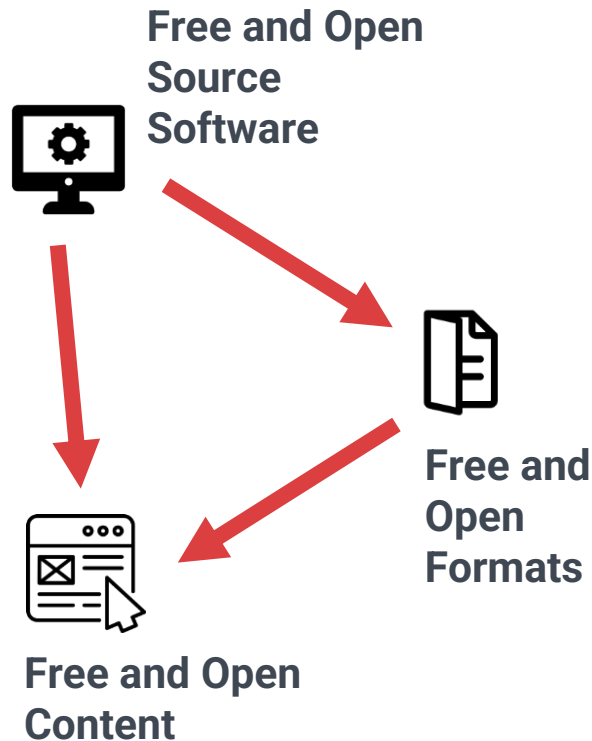 Free and Open
Source
Software
Free and
Open
Formats
Free and Open
Content